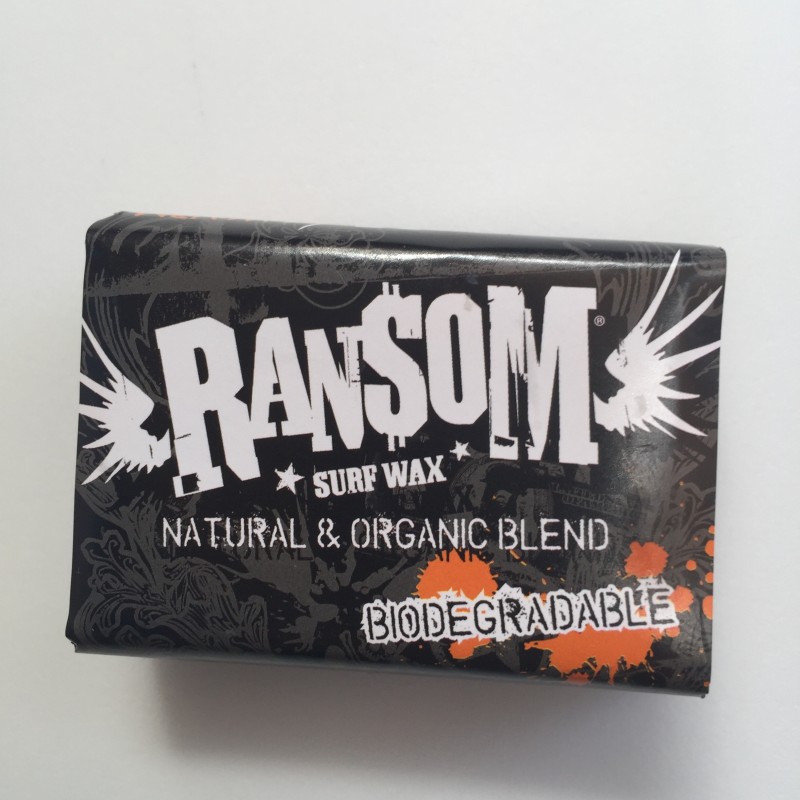 RAN$OM®
SURF WAX
NATURAL & ORGANIC BLEND
BIODEGRADABLE